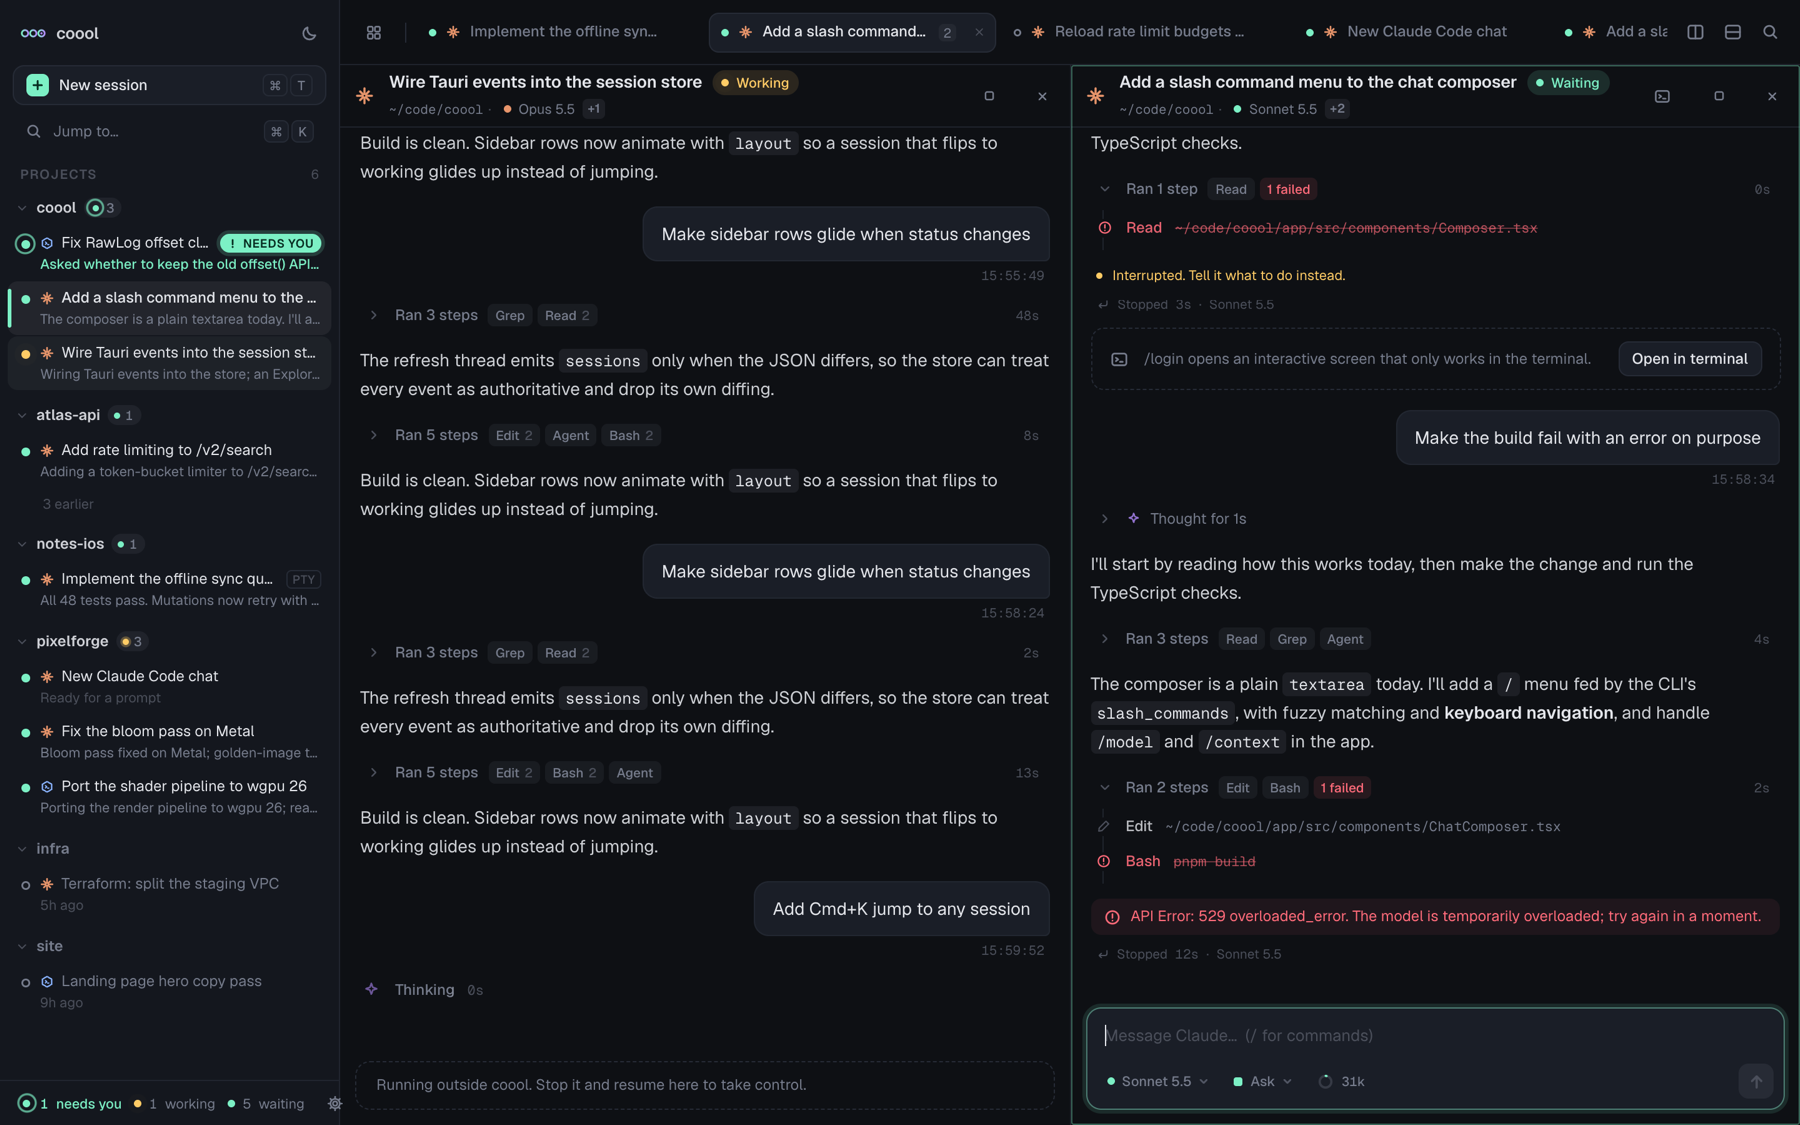 coool
New session
⌘ T
Jump to...
⌘ K
PROJECTS 6
coool 3
Fix RawLog offset cl... ! NEEDS YOU
Asked whether to keep the old offset() API...
Add a slash command menu to the ...
The composer is a plain textarea today. I'll a...
Wire Tauri events into the session st...
Wiring Tauri events into the store; an Explor...
atlas-api 1
Add rate limiting to /v2/search
Adding a token-bucket limiter to /v2/searc...
3 earlier
notes-ios 1
Implement the offline sync qu... PTY
All 48 tests pass. Mutations now retry with ...
pixelforge 3
New Claude Code chat
Ready for a prompt
Fix the bloom pass on Metal
Bloom pass fixed on Metal; golden-image t...
Port the shader pipeline to wgpu 26
Porting the render pipeline to wgpu 26; rea...
infra
Terraform: split the staging VPC
5h ago
site
Landing page hero copy pass
9h ago
1 needs you 1 working 5 waiting
Implement the offline syn...
Add a slash command... 2
Reload rate limit budgets ...
New Claude Code chat
Add a sla
Wire Tauri events into the session store Working
~/code/coool · Opus 5.5 +1
Build is clean. Sidebar rows now animate with layout so a session that flips to
working glides up instead of jumping.
Make sidebar rows glide when status changes
15:55:49
Ran 3 steps Grep Read 2 48s
The refresh thread emits sessions only when the JSON differs, so the store can treat
every event as authoritative and drop its own diffing.
Ran 5 steps Edit 2 Agent Bash 2 8s
Build is clean. Sidebar rows now animate with layout so a session that flips to
working glides up instead of jumping.
Make sidebar rows glide when status changes
15:58:24
Ran 3 steps Grep Read 2 2s
The refresh thread emits sessions only when the JSON differs, so the store can treat
every event as authoritative and drop its own diffing.
Ran 5 steps Edit 2 Bash 2 Agent 13s
Build is clean. Sidebar rows now animate with layout so a session that flips to
working glides up instead of jumping.
Add Cmd+K jump to any session
15:59:52
Thinking 0s
Running outside coool. Stop it and resume here to take control.
Add a slash command menu to the chat composer Waiting
~/code/coool · Sonnet 5.5 +2
TypeScript checks.
Ran 1 step Read 1 failed 0s
Read ~/code/coool/app/src/components/Composer.tsx
Interrupted. Tell it what to do instead.
Stopped 3s · Sonnet 5.5
/login opens an interactive screen that only works in the terminal. Open in terminal
Make the build fail with an error on purpose
15:58:34
Thought for 1s
I'll start by reading how this works today, then make the change and run the
TypeScript checks.
Ran 3 steps Read Grep Agent 4s
The composer is a plain textarea today. I'll add a / menu fed by the CLI's
slash_commands, with fuzzy matching and keyboard navigation, and handle
/model and /context in the app.
Ran 2 steps Edit Bash 1 failed 2s
Edit ~/code/coool/app/src/components/ChatComposer.tsx
Bash pnpm build
API Error: 529 overloaded_error. The model is temporarily overloaded; try again in a moment.
Stopped 12s · Sonnet 5.5
Message Claude... (/ for commands)
Sonnet 5.5 Ask 31k